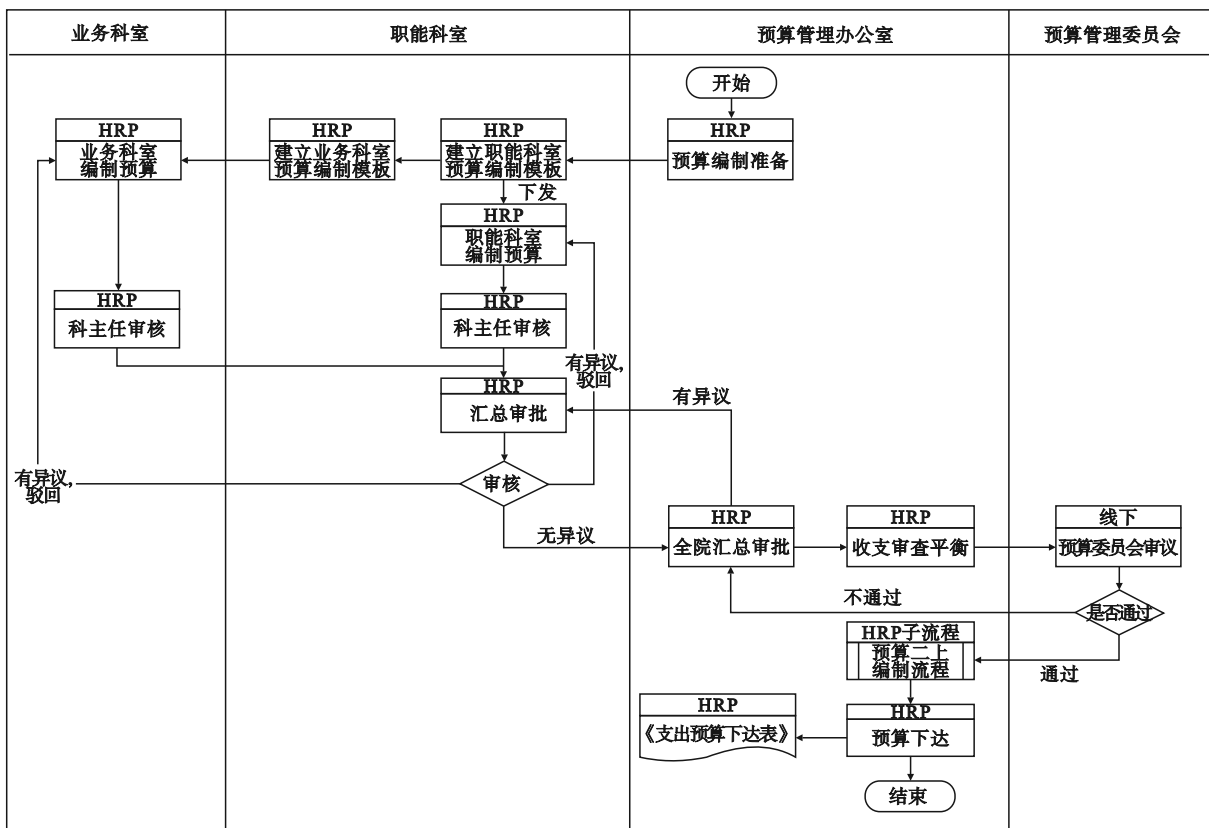 业务科室
职能科室
预算管理办公室
预算管理委员会
开始
HRP
业务科室
编制预算
HRP
建立业务科室
预算编制模板
HRP
建立职能科室
预算编制模板
HRP
预算编制准备
下发
HRP
职能科室
编制预算
HRP
科主任审核
HRP
科主任审核
有异议,
驳回
HRP
汇总审批
有异议
有异议,
驳回
审核
无异议
HRP
全院汇总审批
HRP
收支审查平衡
线下
预算委员会审议
不通过
是否通过
HRP子流程
预算二上
编制流程
通过
HRP
《支出预算下达表》
HRP
预算下达
结束